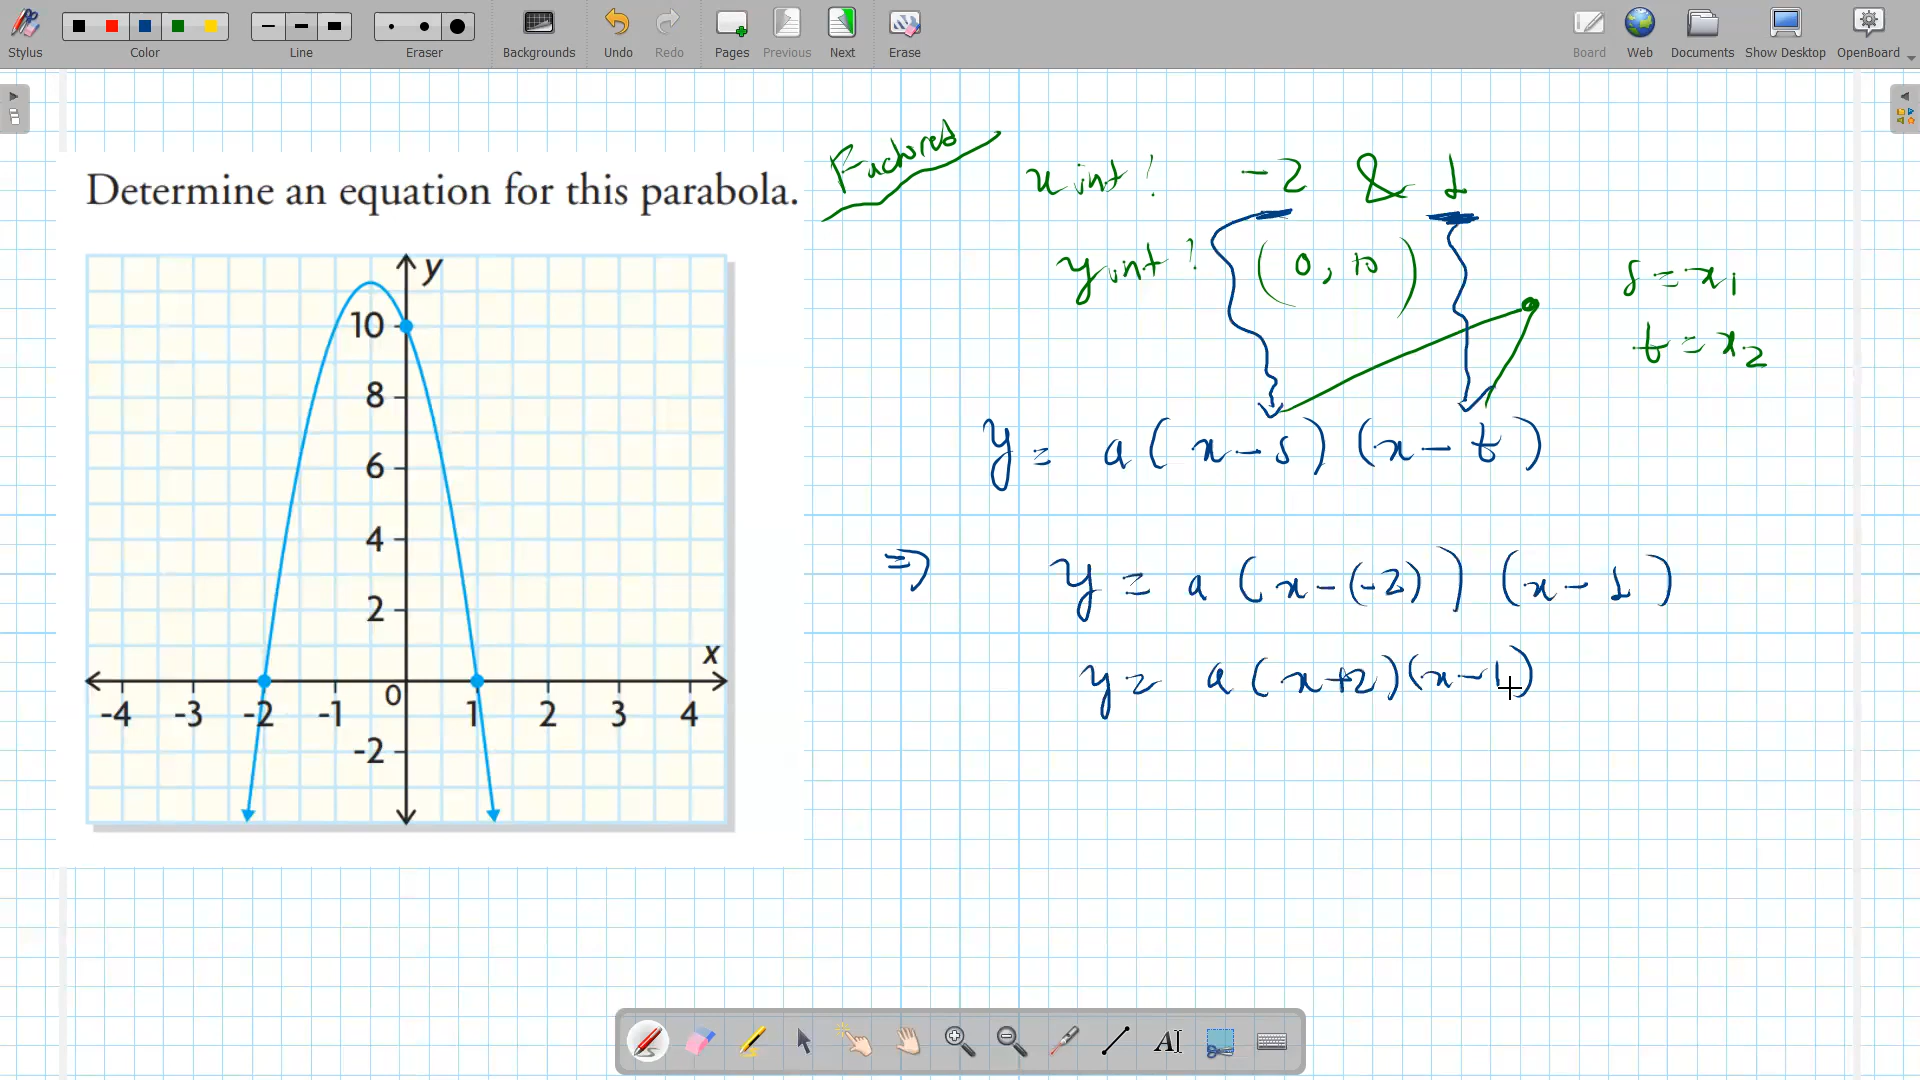 Stylus Color Line Eraser Backgrounds Undo Redo Pages Previous Next Erase Board Web Documents Show Desktop OpenBoard
Determine an equation for this parabola.
y
10
8
6
4
2
x
0
-4 -3 -2 -1 1 2 3 4
-2
Factored
x int? -2 & 1
y int? (0, 10)
s = x1
t = x2
y = a(x-s)(x-t)
⇒ y = a(x-(-2))(x-1)
y = a(x+2)(x-1)
AI